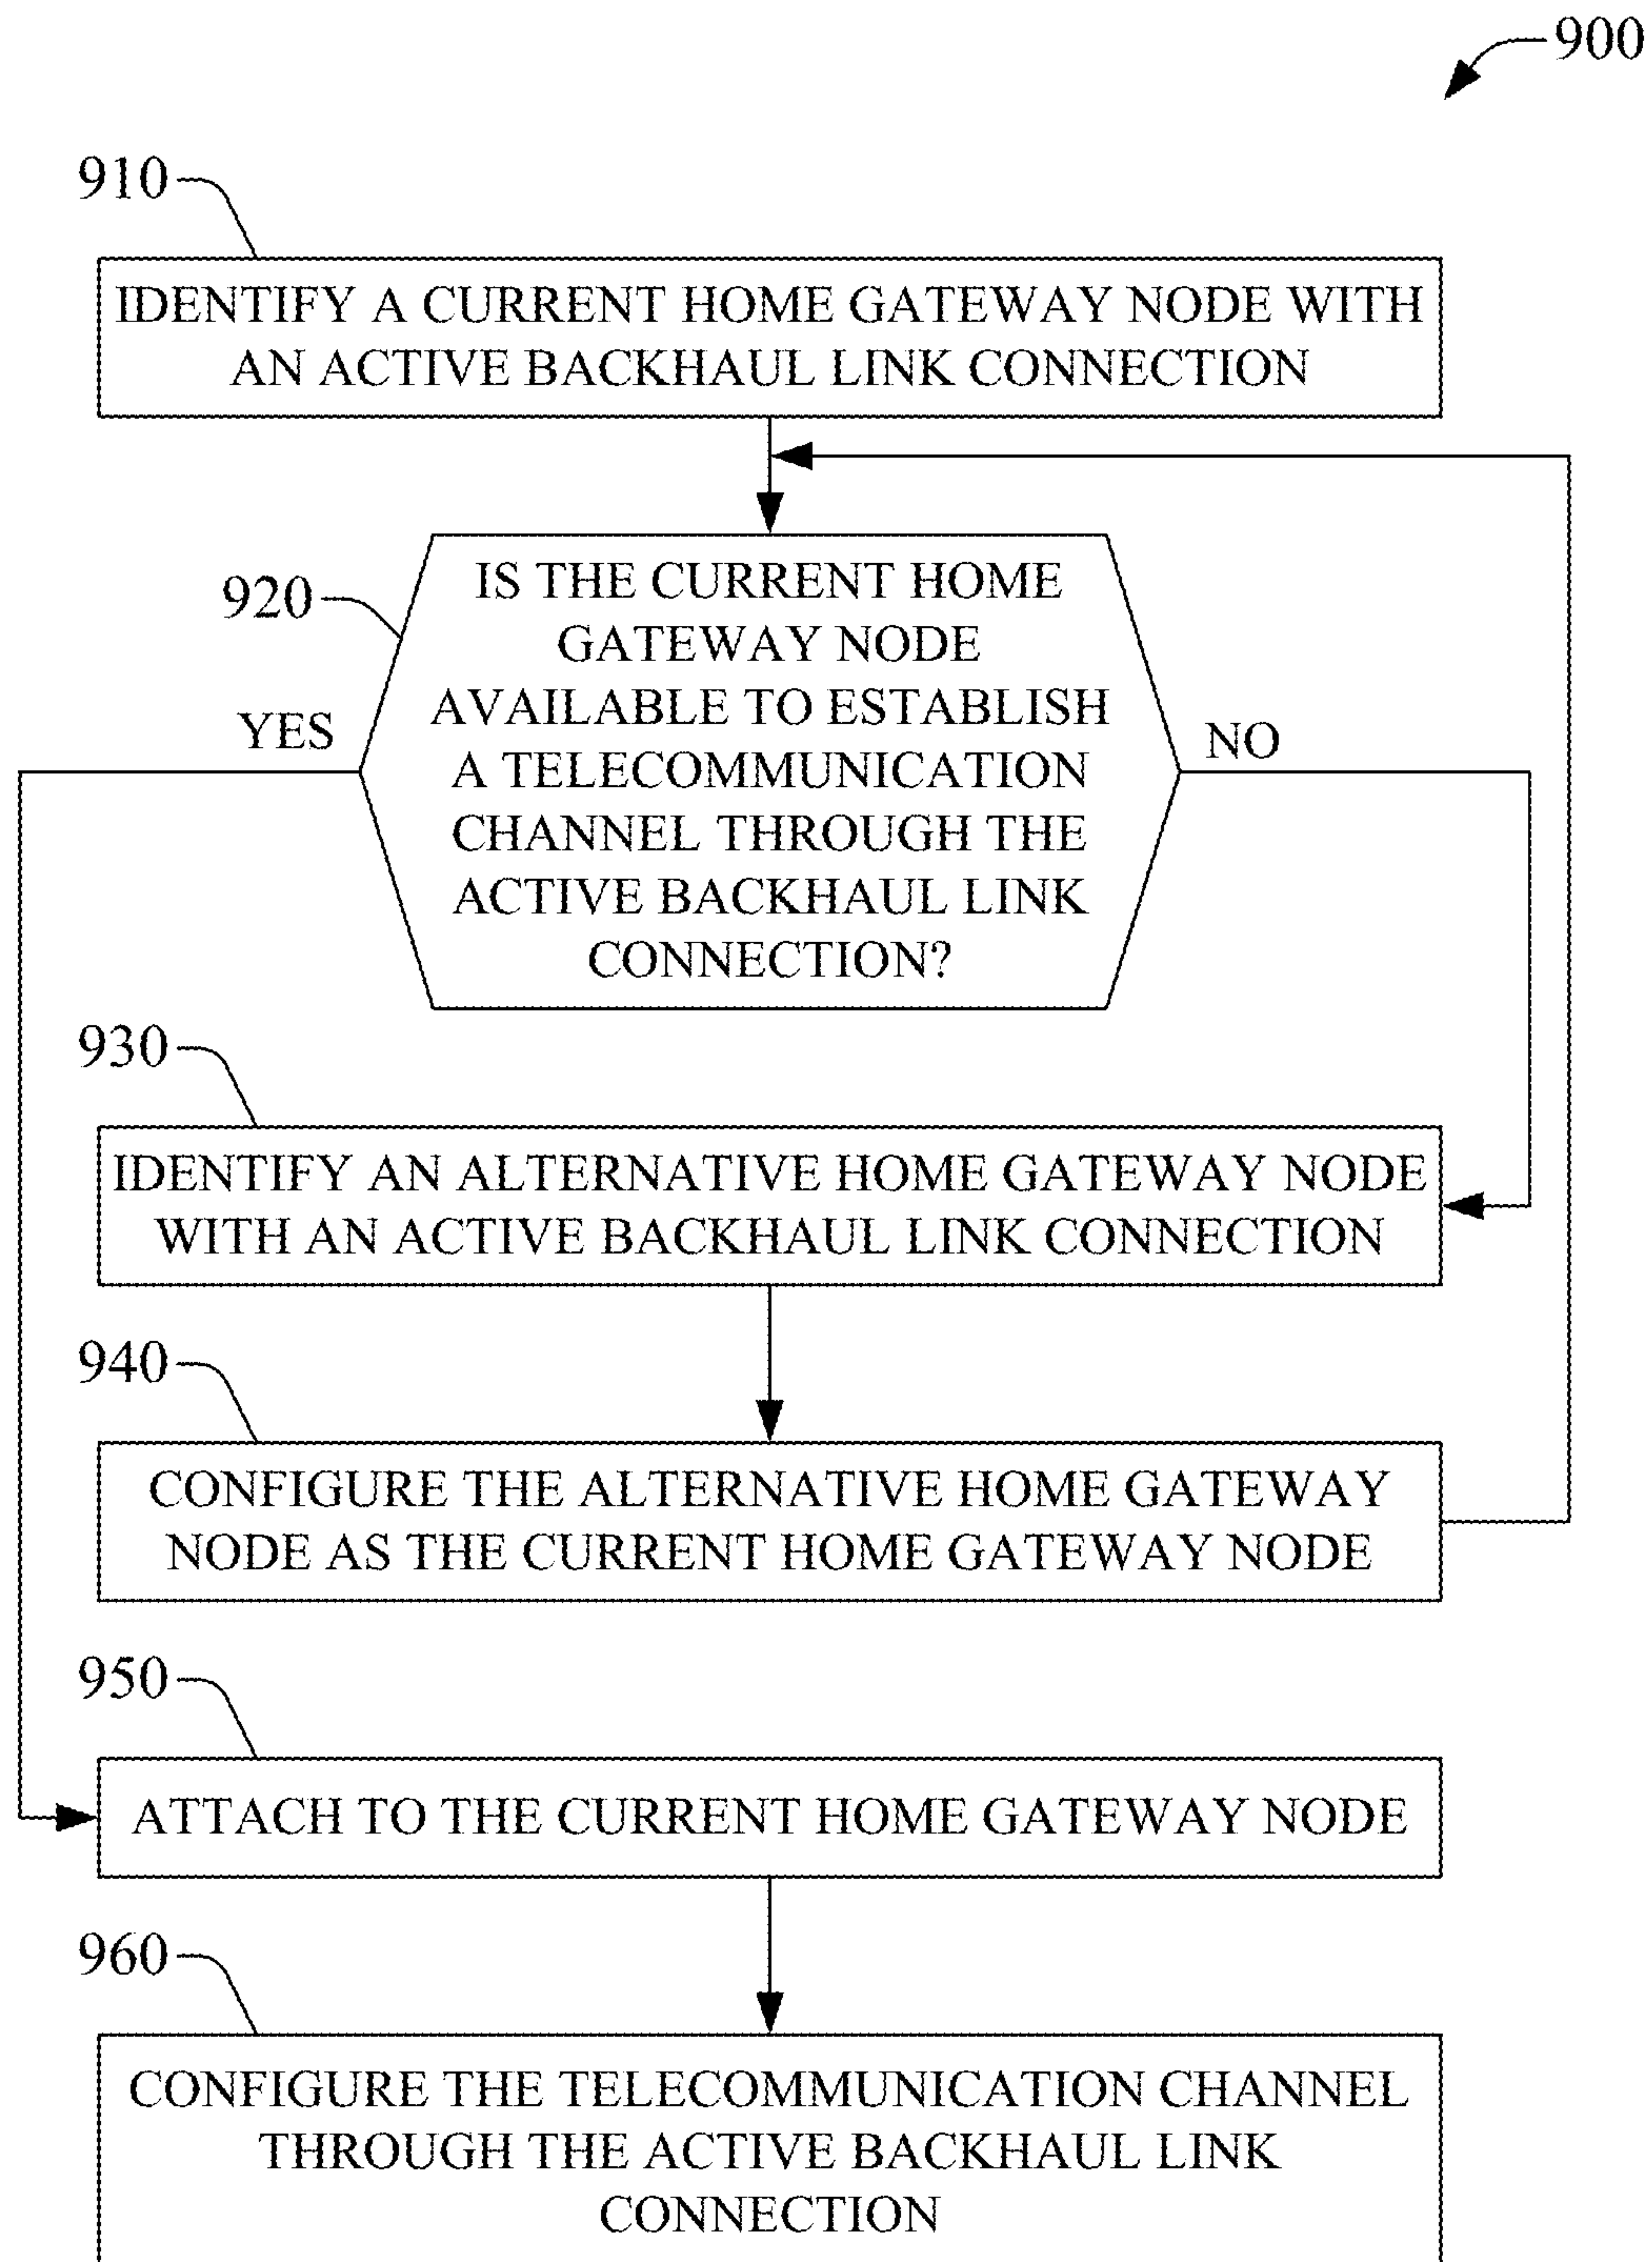 900
910
IDENTIFY A CURRENT HOME GATEWAY NODE WITH
AN ACTIVE BACKHAUL LINK CONNECTION
920
IS THE CURRENT HOME
GATEWAY NODE
AVAILABLE TO ESTABLISH
A TELECOMMUNICATION
CHANNEL THROUGH THE
ACTIVE BACKHAUL LINK
CONNECTION?
YES
NO
930
IDENTIFY AN ALTERNATIVE HOME GATEWAY NODE
WITH AN ACTIVE BACKHAUL LINK CONNECTION
940
CONFIGURE THE ALTERNATIVE HOME GATEWAY
NODE AS THE CURRENT HOME GATEWAY NODE
950
ATTACH TO THE CURRENT HOME GATEWAY NODE
960
CONFIGURE THE TELECOMMUNICATION CHANNEL
THROUGH THE ACTIVE BACKHAUL LINK
CONNECTION